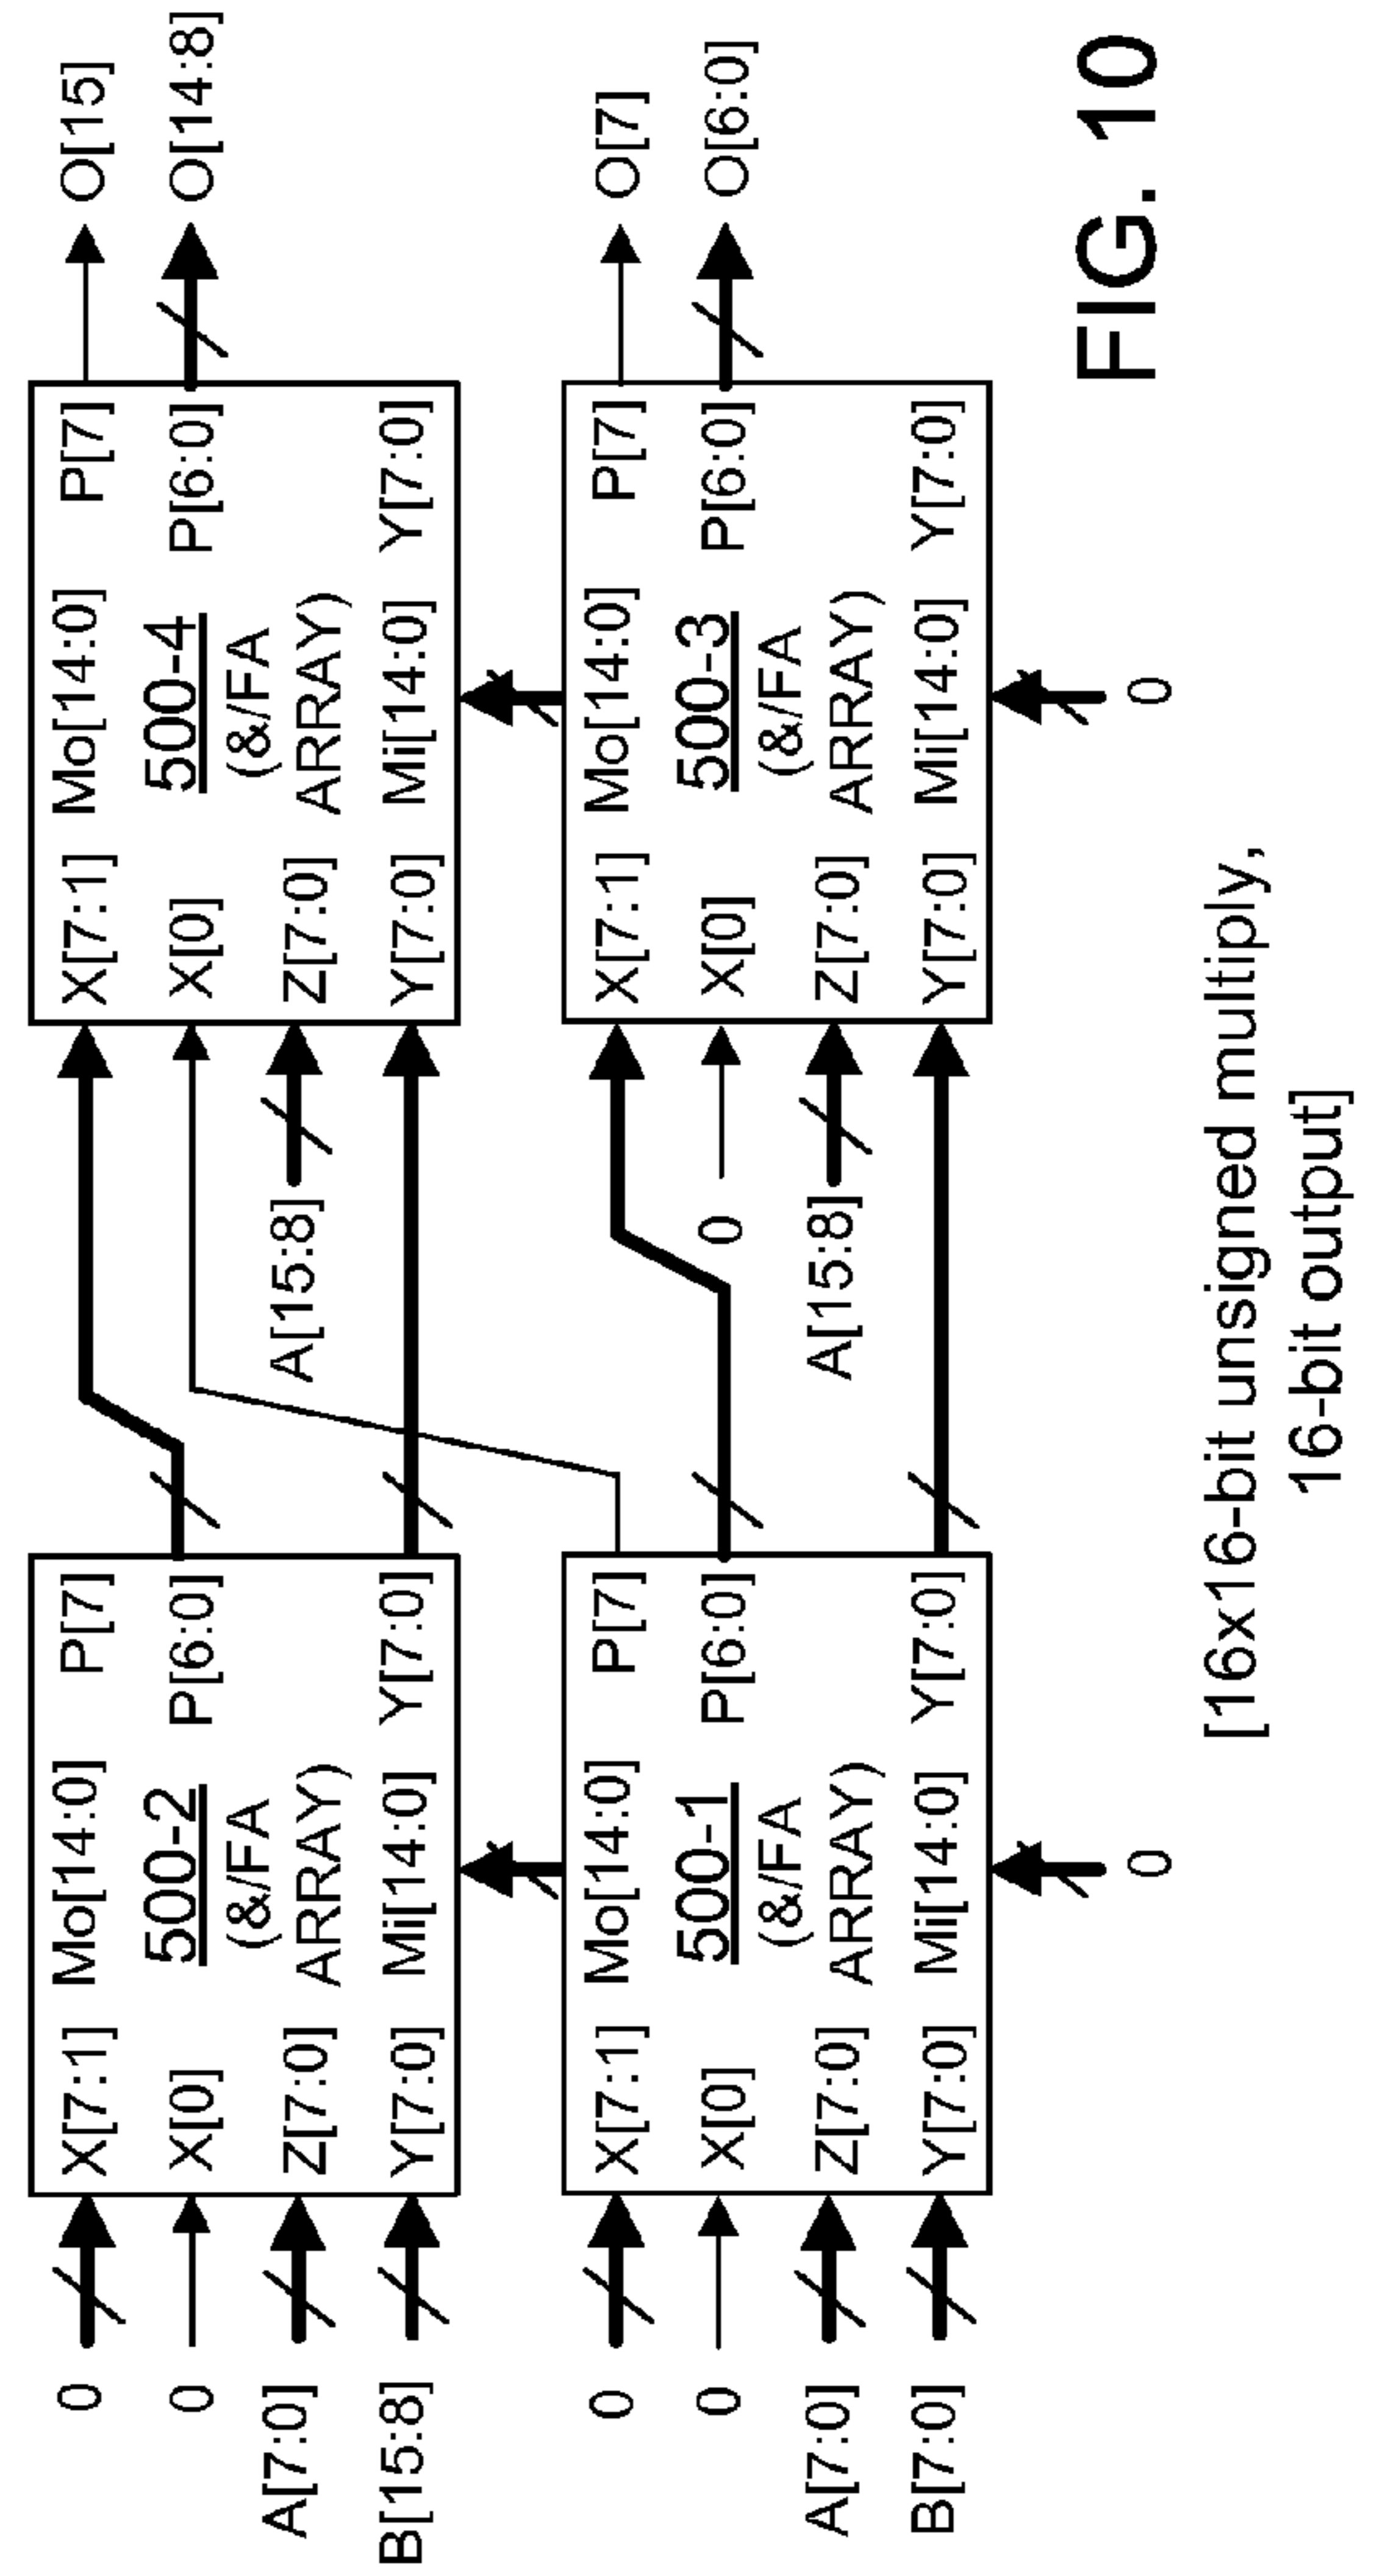 0
0
A[7:0]
B[15:8]
X[7:1]
X[0]
Z[7:0]
Y[7:0]
Mo[14:0]
500-2
(&/FA
ARRAY)
Mi[14:0]
P[7]
P[6:0]
Y[7:0]
A[15:8]
X[7:1]
X[0]
Z[7:0]
Y[7:0]
Mo[14:0]
500-4
(&/FA
ARRAY)
Mi[14:0]
P[7]
P[6:0]
Y[7:0]
O[15]
O[14:8]
0
0
A[7:0]
B[7:0]
X[7:1]
X[0]
Z[7:0]
Y[7:0]
Mo[14:0]
500-1
(&/FA
ARRAY)
Mi[14:0]
P[7]
P[6:0]
Y[7:0]
0
0
A[15:8]
X[7:1]
X[0]
Z[7:0]
Y[7:0]
Mo[14:0]
500-3
(&/FA
ARRAY)
Mi[14:0]
P[7]
P[6:0]
Y[7:0]
0
O[7]
O[6:0]
[16x16-bit unsigned multiply,
16-bit output]
FIG. 10